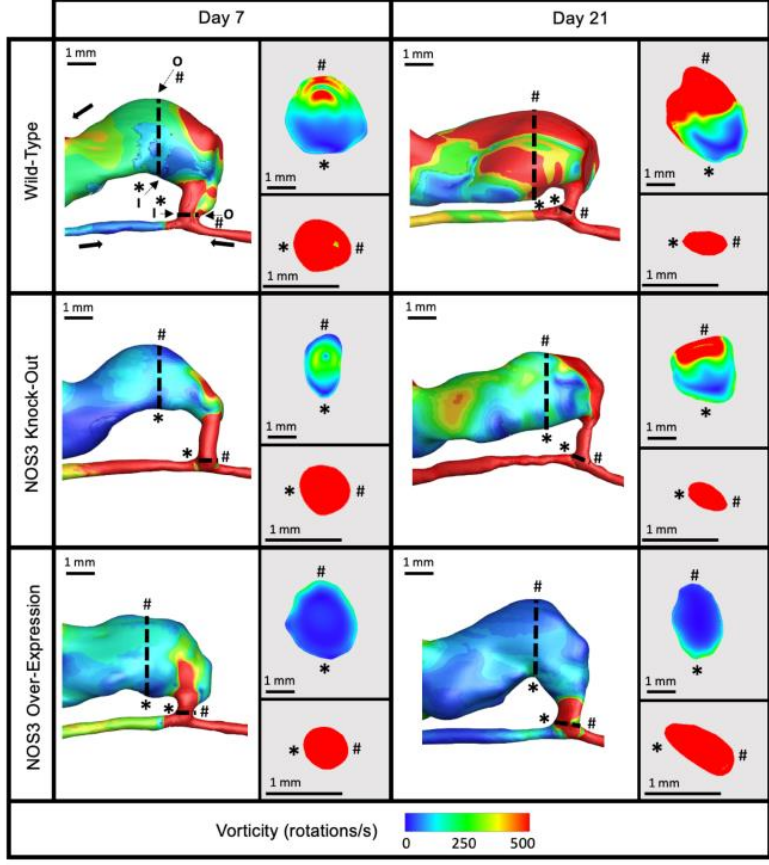 Day 7
Day 21
Wild-Type
1 mm
O
#
*
I
*
I
O
#
#
*
1 mm
*
#
1 mm
1 mm
#
*
*
#
#
*
1 mm
*
#
1 mm
NOS3 Knock-Out
1 mm
#
*
*
#
#
*
1 mm
*
#
1 mm
1 mm
#
*
*
#
#
*
1 mm
*
#
1 mm
NOS3 Over-Expression
1 mm
#
*
*
#
#
*
1 mm
*
#
1 mm
1 mm
#
*
*
#
#
*
1 mm
*
#
1 mm
Vorticity (rotations/s)
0 250 500